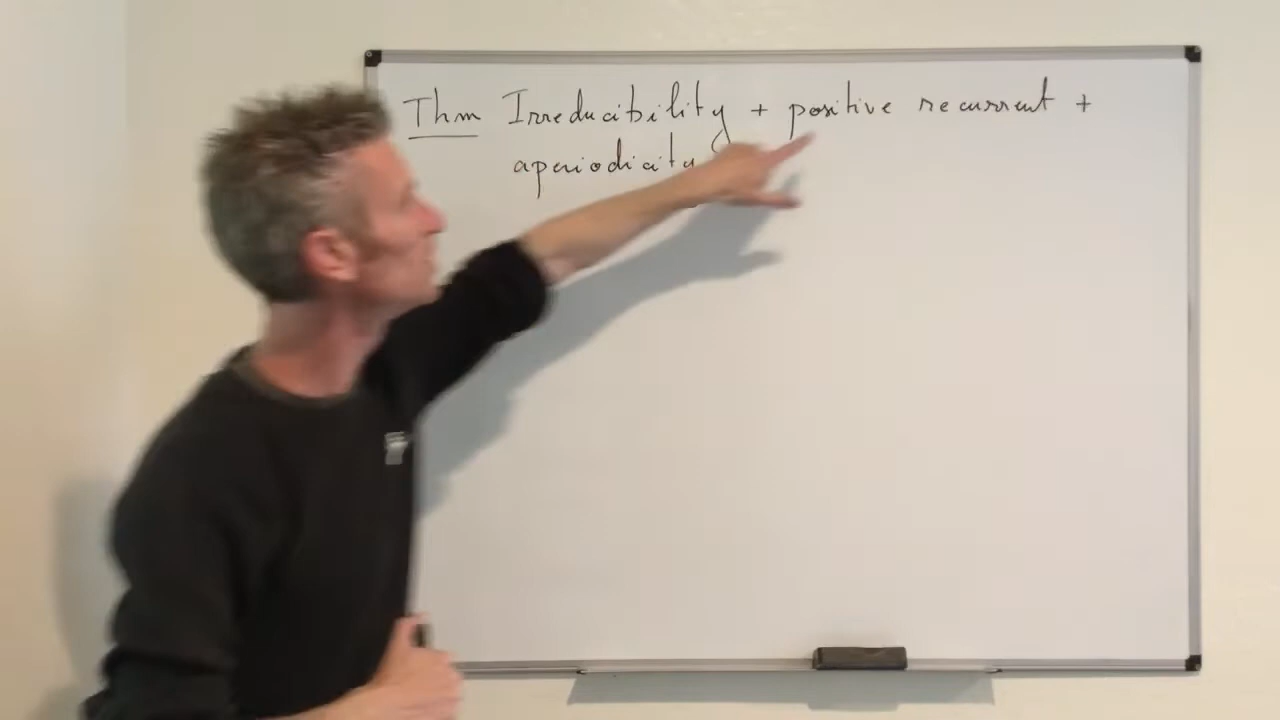 Thm Irreducibility + positive recurrent +
aperiodicity